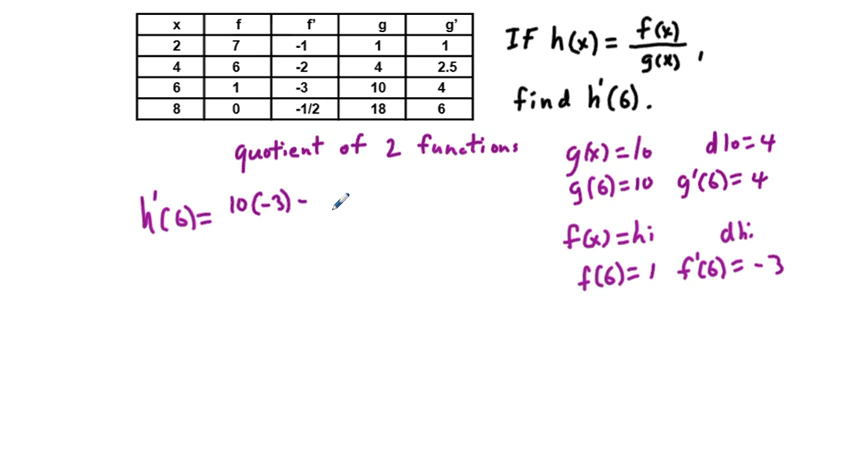 x f f' g g'
2 7 -1 1 1
4 6 -2 4 2.5
6 1 -3 10 4
8 0 -1/2 18 6
If h(x) = f(x)/g(x),
find h'(6).
quotient of 2 functions
g(x) = lo dlo = 4
g(6) = 10 g'(6) = 4
h'(6) = 10(-3) -
f(x) = hi dhi
f(6) = 1 f'(6) = -3